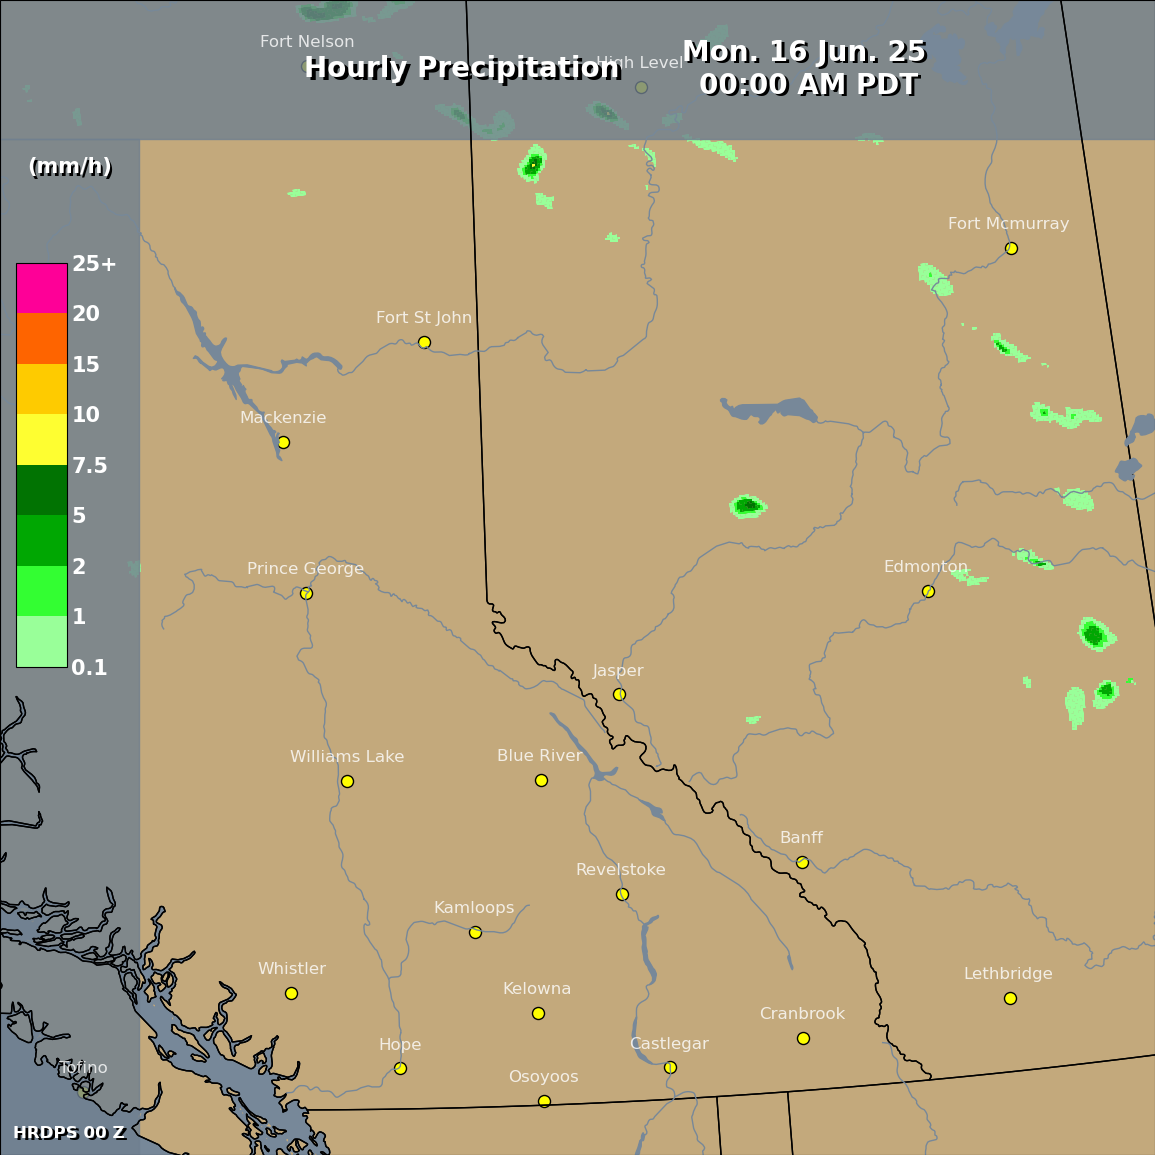 Fort Nelson
Hourly Precipitation
High Level
Mon. 16 Jun. 25
00:00 AM PDT
(mm/h)
25+
20
15
10
7.5
5
2
1
0.1
Fort Mcmurray
Fort St John
Mackenzie
Prince George
Edmonton
Jasper
Williams Lake
Blue River
Banff
Revelstoke
Kamloops
Whistler
Kelowna
Lethbridge
Cranbrook
Hope
Castlegar
Tofino
Osoyoos
HRDPS 00 Z